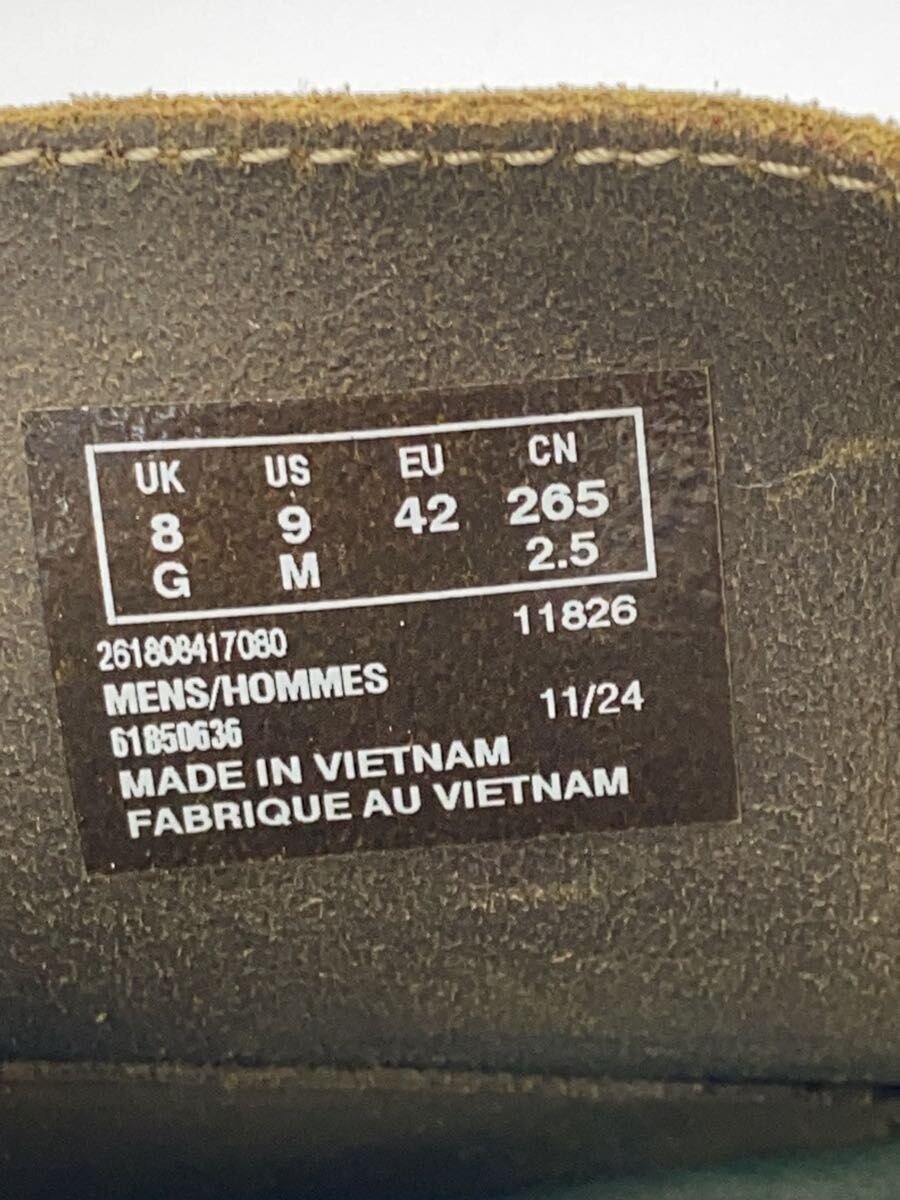 UK US EU CN
8 9 42 265
G M 2.5
261808417080 11826
MENS/HOMMES
61850636 11/24
MADE IN VIETNAM
FABRIQUE AU VIETNAM